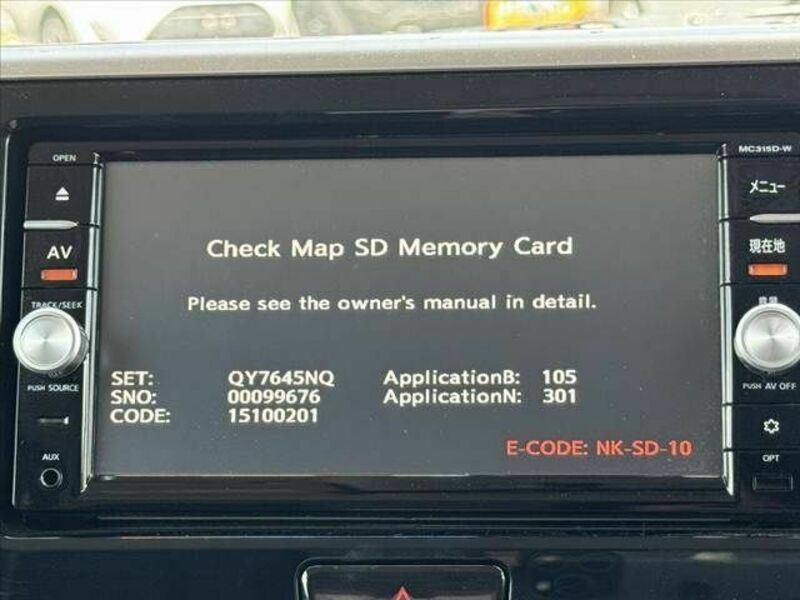 OPEN
MC315D-W
メニュー
AV
現在地
TRACK/SEEK
音量
PUSH SOURCE
PUSH AV OFF
AUX
OPT
Check Map SD Memory Card
Please see the owner's manual in detail.
SET: QY7645NQ ApplicationB: 105
SNO: 00099676 ApplicationN: 301
CODE: 15100201
E-CODE: NK-SD-10